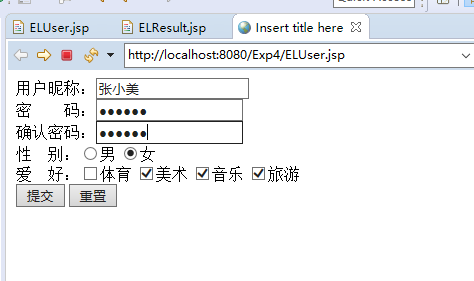 ELUser.jsp ELResult.jsp Insert title here
http://localhost:8080/Exp4/ELUser.jsp
用户昵称：张小美
密 码：●●●●●●
确认密码：●●●●●●
性 别：男 女
爱 好：体育 美术 音乐 旅游
提交 重置